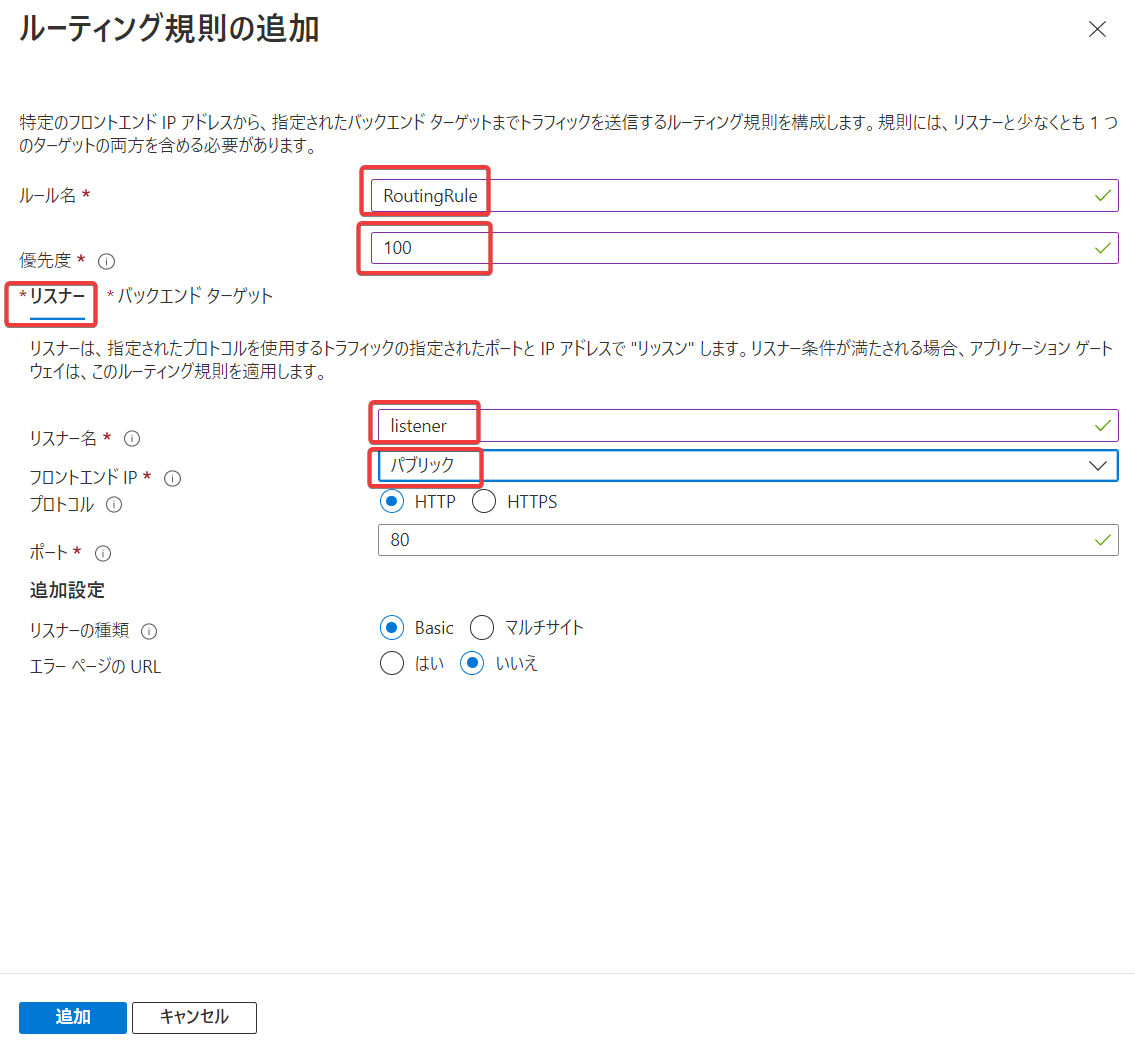 ルーティング規則の追加
特定のフロントエンド IP アドレスから、指定されたバックエンド ターゲットまでトラフィックを送信するルーティング規則を構成します。規則には、リスナーと少なくとも 1 つ
のターゲットの両方を含める必要があります。
ルール名 *
RoutingRule
優先度 *
100
*リスナー *バックエンド ターゲット
リスナーは、指定されたプロトコルを使用するトラフィックの指定されたポートと IP アドレスで "リッスン" します。リスナー条件が満たされる場合、アプリケーション ゲート
ウェイは、このルーティング規則を適用します。
リスナー名 *
listener
フロントエンド IP *
パブリック
プロトコル
HTTP HTTPS
ポート *
80
追加設定
リスナーの種類
Basic マルチサイト
エラー ページの URL
はい いいえ
追加 キャンセル